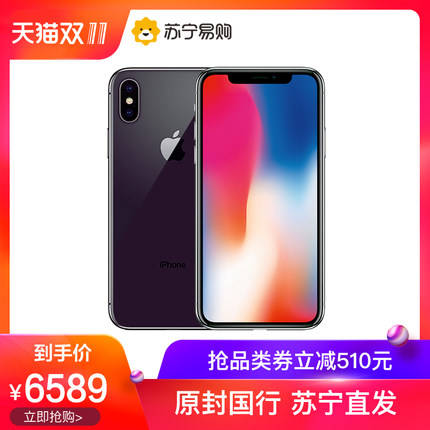 天猫双11
苏宁易购
iPhone
到手价
¥6589
立即抢购>
抢品类券立减510元
原封国行 苏宁直发